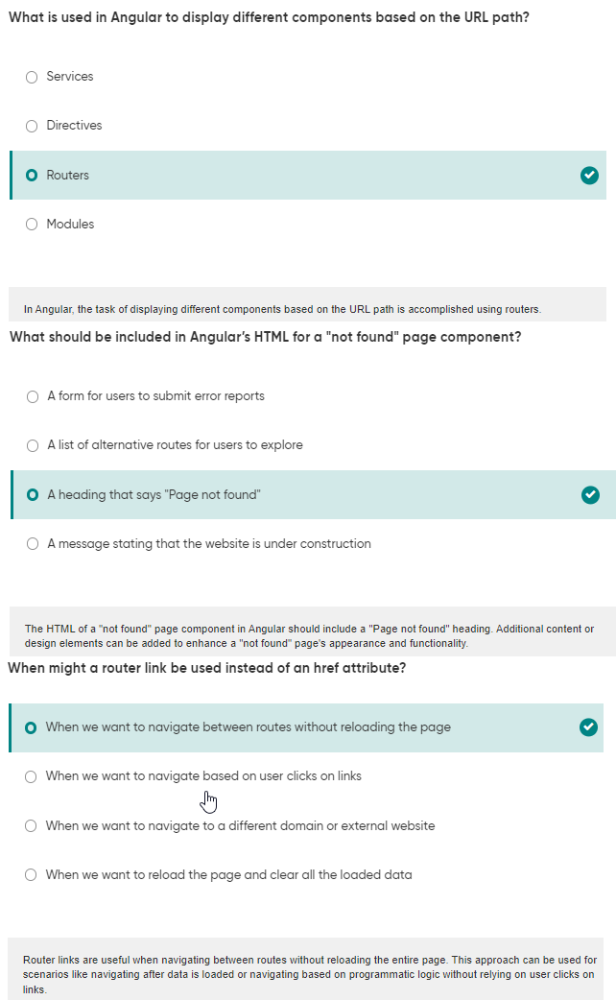 What is used in Angular to display different components based on the URL path?
Services
Directives
Routers
Modules
In Angular, the task of displaying different components based on the URL path is accomplished using routers.
What should be included in Angular's HTML for a "not found" page component?
A form for users to submit error reports
A list of alternative routes for users to explore
A heading that says "Page not found"
A message stating that the website is under construction
The HTML of a "not found" page component in Angular should include a "Page not found" heading. Additional content or
design elements can be added to enhance a "not found" page's appearance and functionality.
When might a router link be used instead of an href attribute?
When we want to navigate between routes without reloading the page
When we want to navigate based on user clicks on links
When we want to navigate to a different domain or external website
When we want to reload the page and clear all the loaded data
Router links are useful when navigating between routes without reloading the entire page. This approach can be used for
scenarios like navigating after data is loaded or navigating based on programmatic logic without relying on user clicks on
links.